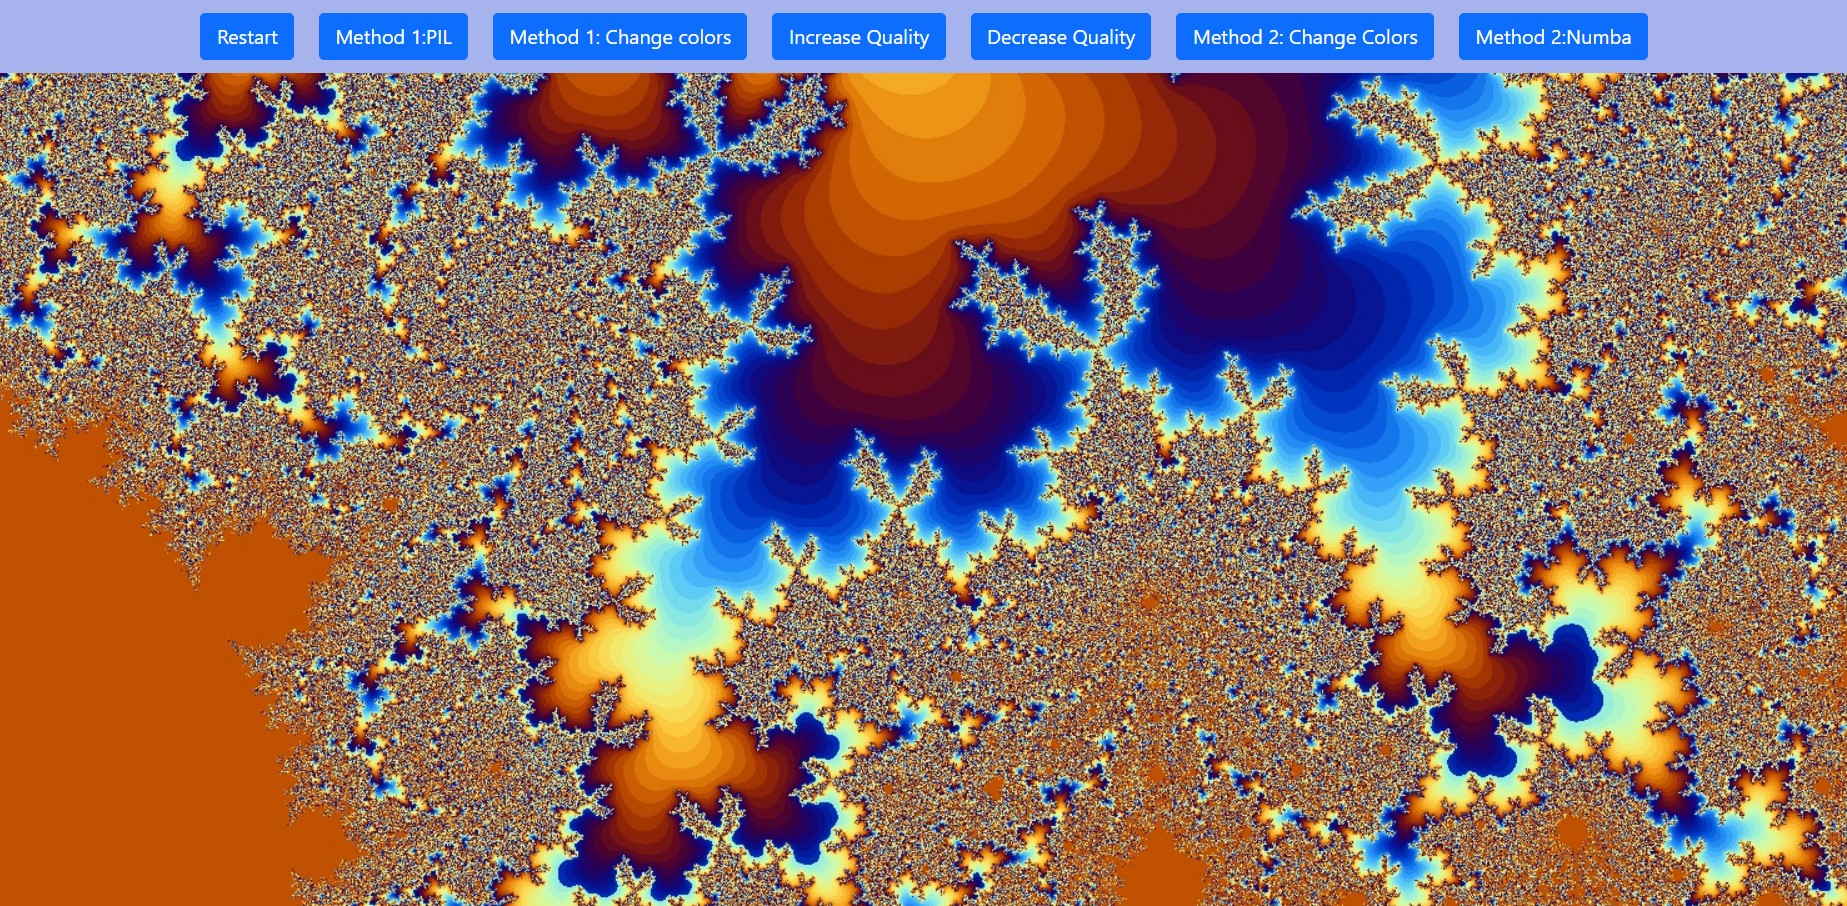 Restart
Method 1:PIL
Method 1: Change colors
Increase Quality
Decrease Quality
Method 2: Change Colors
Method 2:Numba